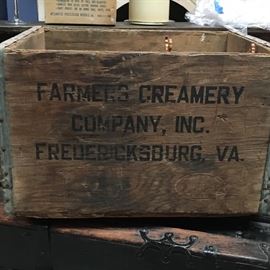 FARMERS CREAMERY
COMPANY, INC.
FREDERICKSBURG, VA.